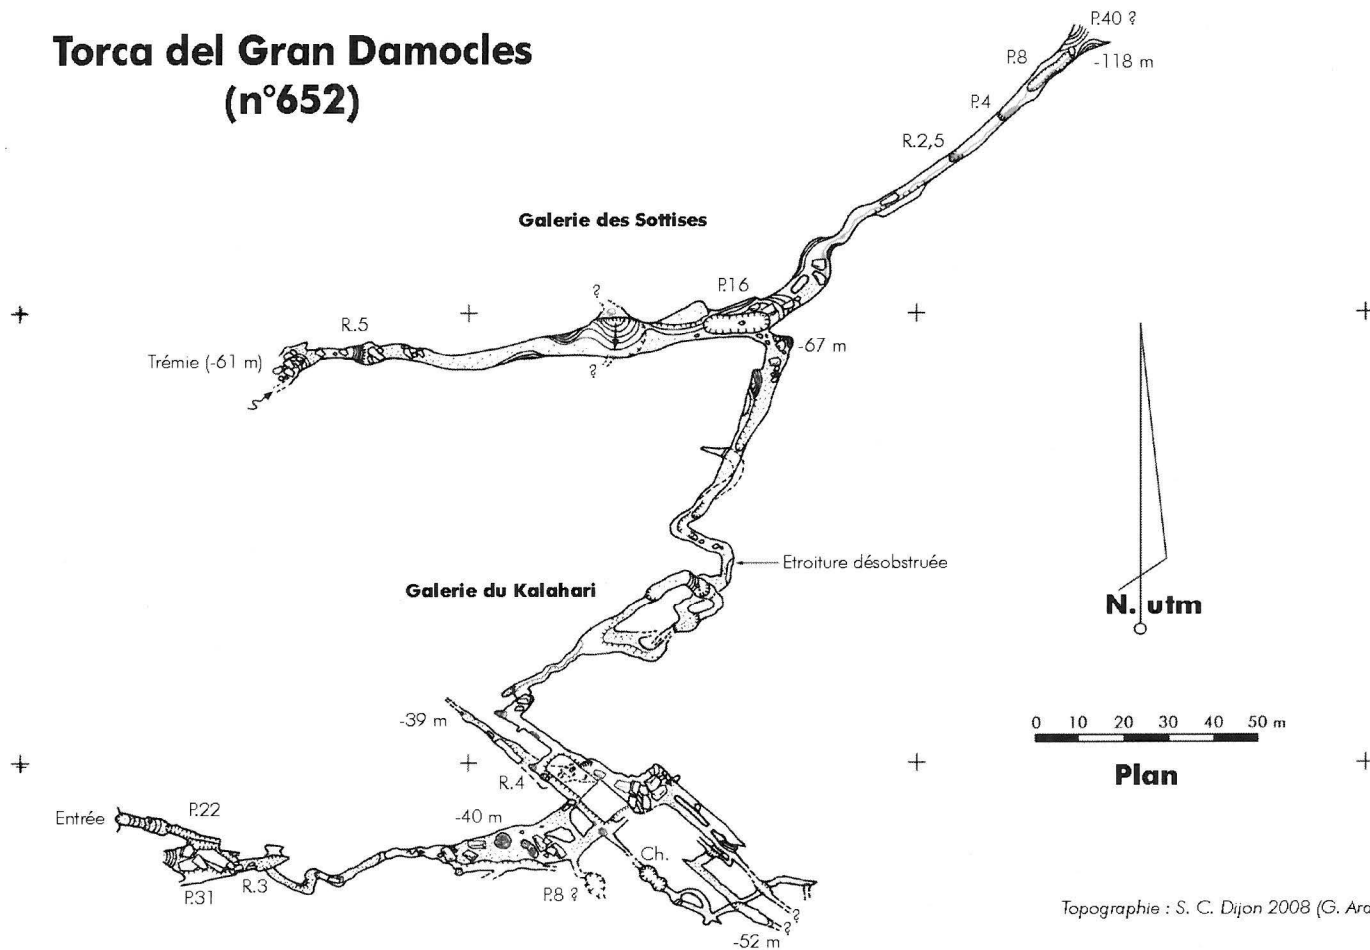 Torca del Gran Damocles
(n°652)
P.40 ?
P.8
-118 m
P.4
R.2,5
Galerie des Sottises
?
P.16
R.5
Trémie (-61 m)
?
-67 m
Etroiture désobstruée
Galerie du Kalahari
N. utm
-39 m
0 10 20 30 40 50 m
Plan
R.4
Entrée
P.22
-40 m
Ch.
P.31
R.3
P.8 ?
?
?
-52 m
Topographie : S. C. Dijon 2008 (G. Ara